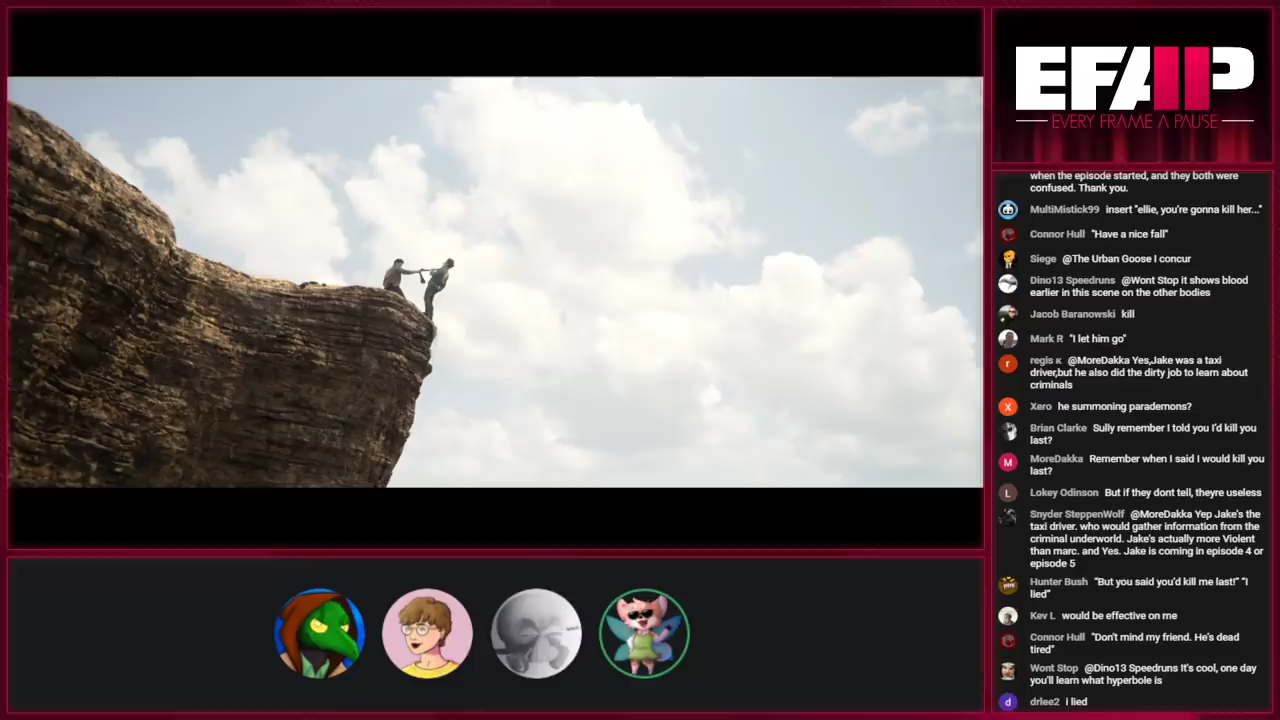 EFAP
EVERY FRAME A PAUSE
when the episode started, and they both were
confused. Thank you.
MultiMistick99 insert "ellie, you're gonna kill her..."
Connor Hull "Have a nice fall"
Siege @The Urban Goose I concur
Dino13 Speedruns @Wont Stop it shows blood
earlier in this scene on the other bodies
Jacob Baranowski kill
Mark R "I let him go"
regis κ @MoreDakka Yes,Jake was a taxi
driver,but he also did the dirty job to learn about
criminals
Xero he summoning parademons?
Brian Clarke Sully remember I told you I'd kill you
last?
MoreDakka Remember when I said I would kill you
last?
Lokey Odinson But if they dont tell, theyre useless
Snyder SteppenWolf @MoreDakka Yep Jake's the
taxi driver. who would gather information from the
criminal underworld. Jake's actually more Violent
than marc. and Yes. Jake is coming in episode 4 or
episode 5
Hunter Bush “But you said you'd kill me last!” “I
lied”
Kev L would be effective on me
Connor Hull "Don't mind my friend. He's dead
tired"
Wont Stop @Dino13 Speedruns It's cool, one day
you'll learn what hyperbole is
drlee2 i lied